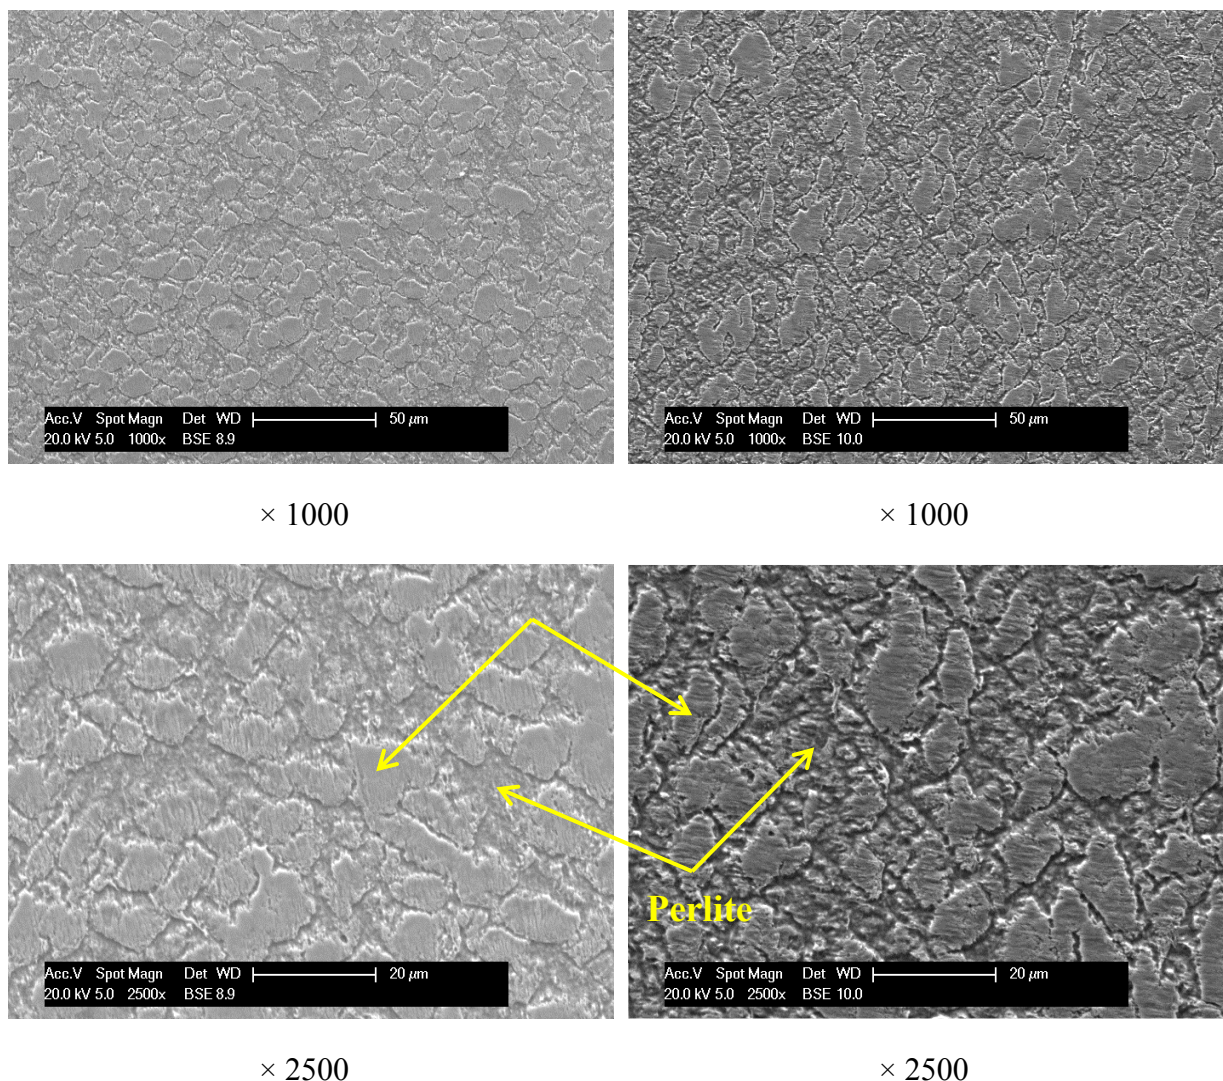 Acc.V Spot Magn Det WD 50 µm
20.0 kV 5.0 1000x BSE 8.9
Acc.V Spot Magn Det WD 50 µm
20.0 kV 5.0 1000x BSE 10.0
× 1000
× 1000
Perlite
Acc.V Spot Magn Det WD 20 µm
20.0 kV 5.0 2500x BSE 8.9
Acc.V Spot Magn Det WD 20 µm
20.0 kV 5.0 2500x BSE 10.0
× 2500
× 2500